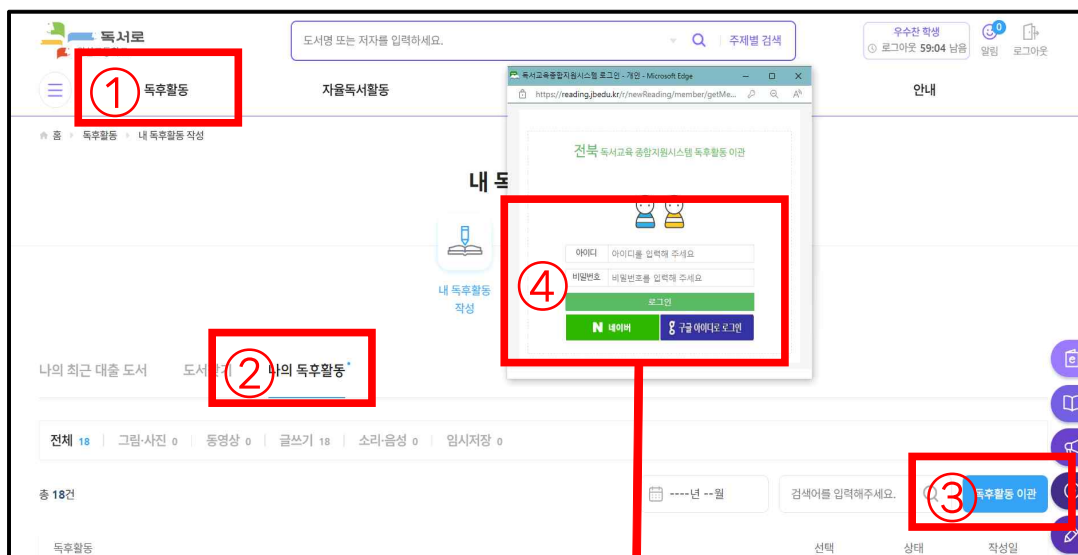 독서로
도서명 또는 저자를 입력하세요.
주제별 검색
우수찬 학생
로그아웃 59:04 남음
0
알림
로그아웃
①
독후활동
자율독서활동
안내
홈
독후활동
내 독후활동 작성
내 독
독서교육종합지원시스템 로그인 - 개인 - Microsoft Edge
https://reading.jbedu.kr/r/newReading/member/getMe...
전북 독서교육 종합지원시스템 독후활동 이관
④
아이디
아이디를 입력해 주세요
비밀번호
비밀번호를 입력해 주세요
로그인
N 네이버
g 구글 아이디로 로그인
내 독후활동
작성
나의 최근 대출 도서
②
나의 독후활동
전체 18
그림·사진 0
동영상 0
글쓰기 18
소리·음성 0
임시저장 0
총 18건
----년 --월
검색어를 입력해주세요.
③
독후활동 이관
독후활동
선택
상태
작성일